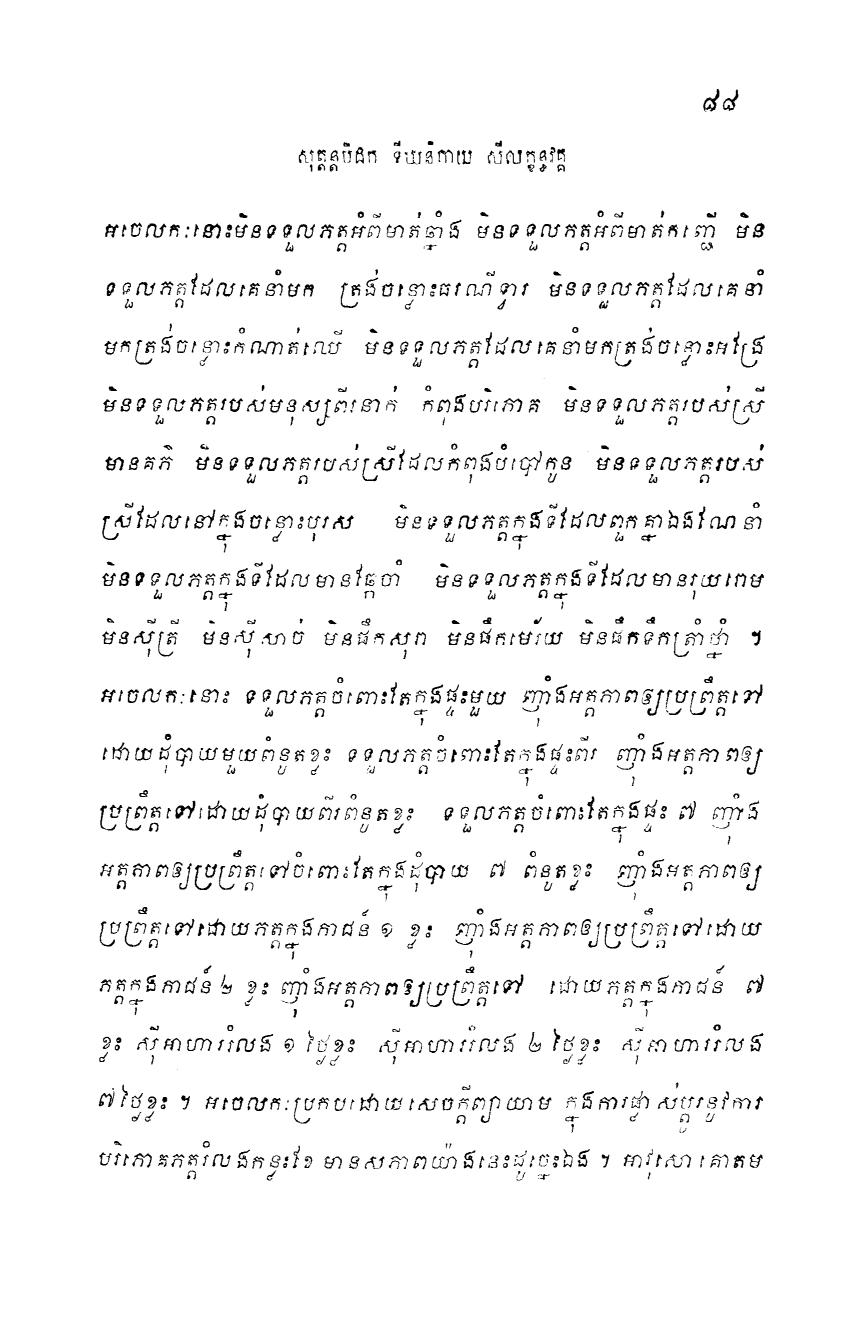 ៨៨
សុត្តន្តបិដក ទីឃនិកាយ សីលក្ខន្ធវគ្គ
អចេលកៈនោះមិនទទួលភត្តអំពីមាត់ឆ្នាំង មិនទទួលភត្តអំពីមាត់កញ្ជើ មិន
ទទួលភត្តដែលគេនាំមក ត្រង់ចន្លោះធរណីទ្វារ មិនទទួលភត្តដែលគេនាំ
មកត្រង់ចន្លោះកំណាត់ឈើ មិនទទួលភត្តដែលគេនាំមកត្រង់ចន្លោះអង្រែ
មិនទទួលភត្តរបស់មនុស្សពីរនាក់ កំពុងបរិភោគ មិនទទួលភត្តរបស់ស្រី
មានគភ៌ មិនទទួលភត្តរបស់ស្រីដែលកំពុងបំបៅកូន មិនទទួលភត្តរបស់
ស្រីដែលនៅក្នុងចន្លោះបុរស មិនទទួលភត្តក្នុងទីដែលពួកគ្នាឯងណែនាំ
មិនទទួលភត្តក្នុងទីដែលមានឆ្កែចាំ មិនទទួលភត្តក្នុងទីដែលមានរុយរោម
មិនស៊ីត្រី មិនស៊ីសាច់ មិនផឹកសុរា មិនផឹកមេរ័យ មិនផឹកទឹកត្រាំថ្នាំ ។
អចេលកៈនោះ ទទួលភត្តចំពោះតែក្នុងផ្ទះមួយ ញ៉ាំងអត្តភាពឲ្យប្រព្រឹត្តទៅ
ដោយដុំបាយមួយពំនូតខ្លះ ទទួលភត្តចំពោះតែក្នុងផ្ទះពីរ ញ៉ាំងអត្តភាពឲ្យ
ប្រព្រឹត្តទៅដោយដុំបាយពីរពំនូតខ្លះ ទទួលភត្តចំពោះតែក្នុងផ្ទះ ៧ ញ៉ាំង
អត្តភាពឲ្យប្រព្រឹត្តទៅចំពោះតែក្នុងដុំបាយ ៧ ពំនូតខ្លះ ញ៉ាំងអត្តភាពឲ្យ
ប្រព្រឹត្តទៅដោយភត្តក្នុងភាជន៍ ១ ខ្លះ ញ៉ាំងអត្តភាពឲ្យប្រព្រឹត្តទៅដោយ
ភត្តក្នុងភាជន៍ ២ ខ្លះ ញ៉ាំងអត្តភាពឲ្យប្រព្រឹត្តទៅ ដោយភត្តក្នុងភាជន៍ ៧
ខ្លះ ស៊ីអាហាររំលង ១ ថ្ងៃខ្លះ ស៊ីអាហាររំលង ២ ថ្ងៃខ្លះ ស៊ីអាហាររំលង
៧ ថ្ងៃខ្លះ ។ អចេលកៈប្រកបដោយសេចក្តីព្យាយាម ក្នុងការផ្លាស់ប្តូរនូវការ
បរិភោគភត្តរំលងកន្លះខែ មានសភាពយ៉ាងនេះដូច្នេះឯង ។ អាវុសោ គោតម